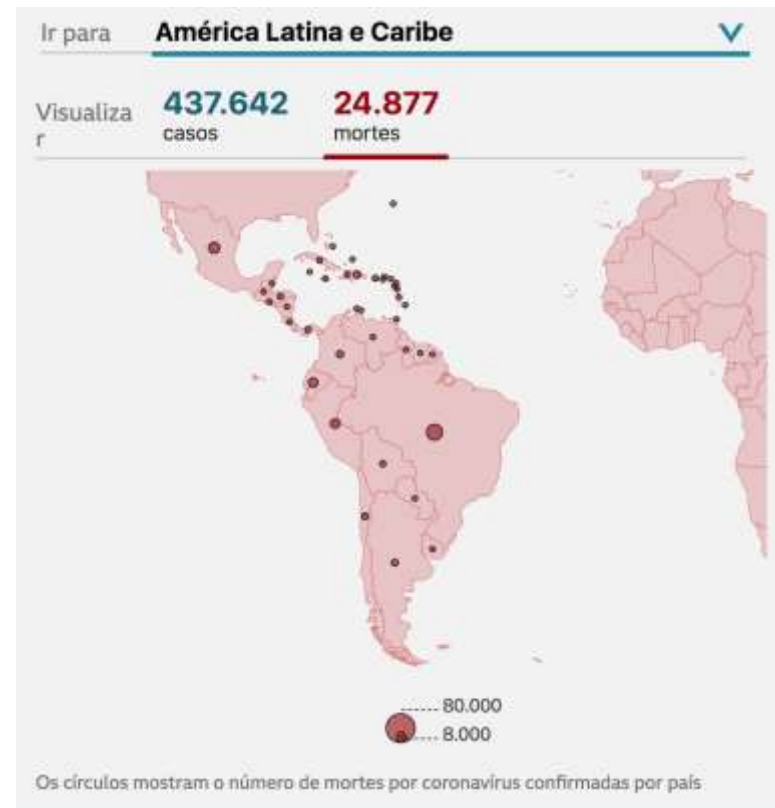 Ir para América Latina e Caribe
Visualiza
r
437.642 24.877
casos mortes
80.000
8.000
Os círculos mostram o número de mortes por coronavírus confirmadas por país